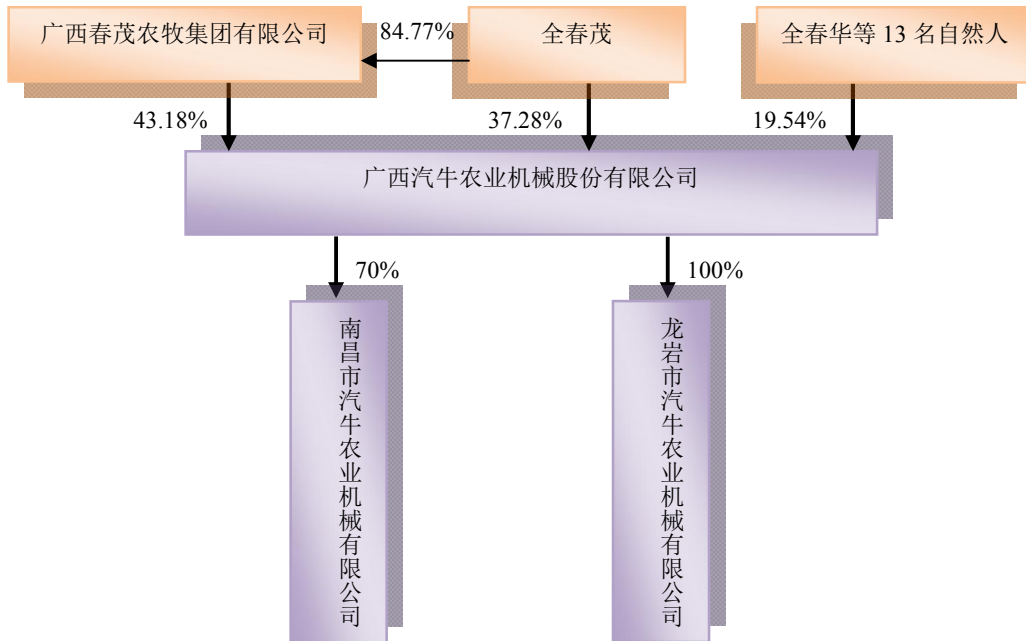 广西春茂农牧集团有限公司
84.77%
全春茂
全春华等 13 名自然人
43.18%
37.28%
19.54%
广西汽牛农业机械股份有限公司
70%
100%
南昌市汽牛农业机械有限公司
龙岩市汽牛农业机械有限公司